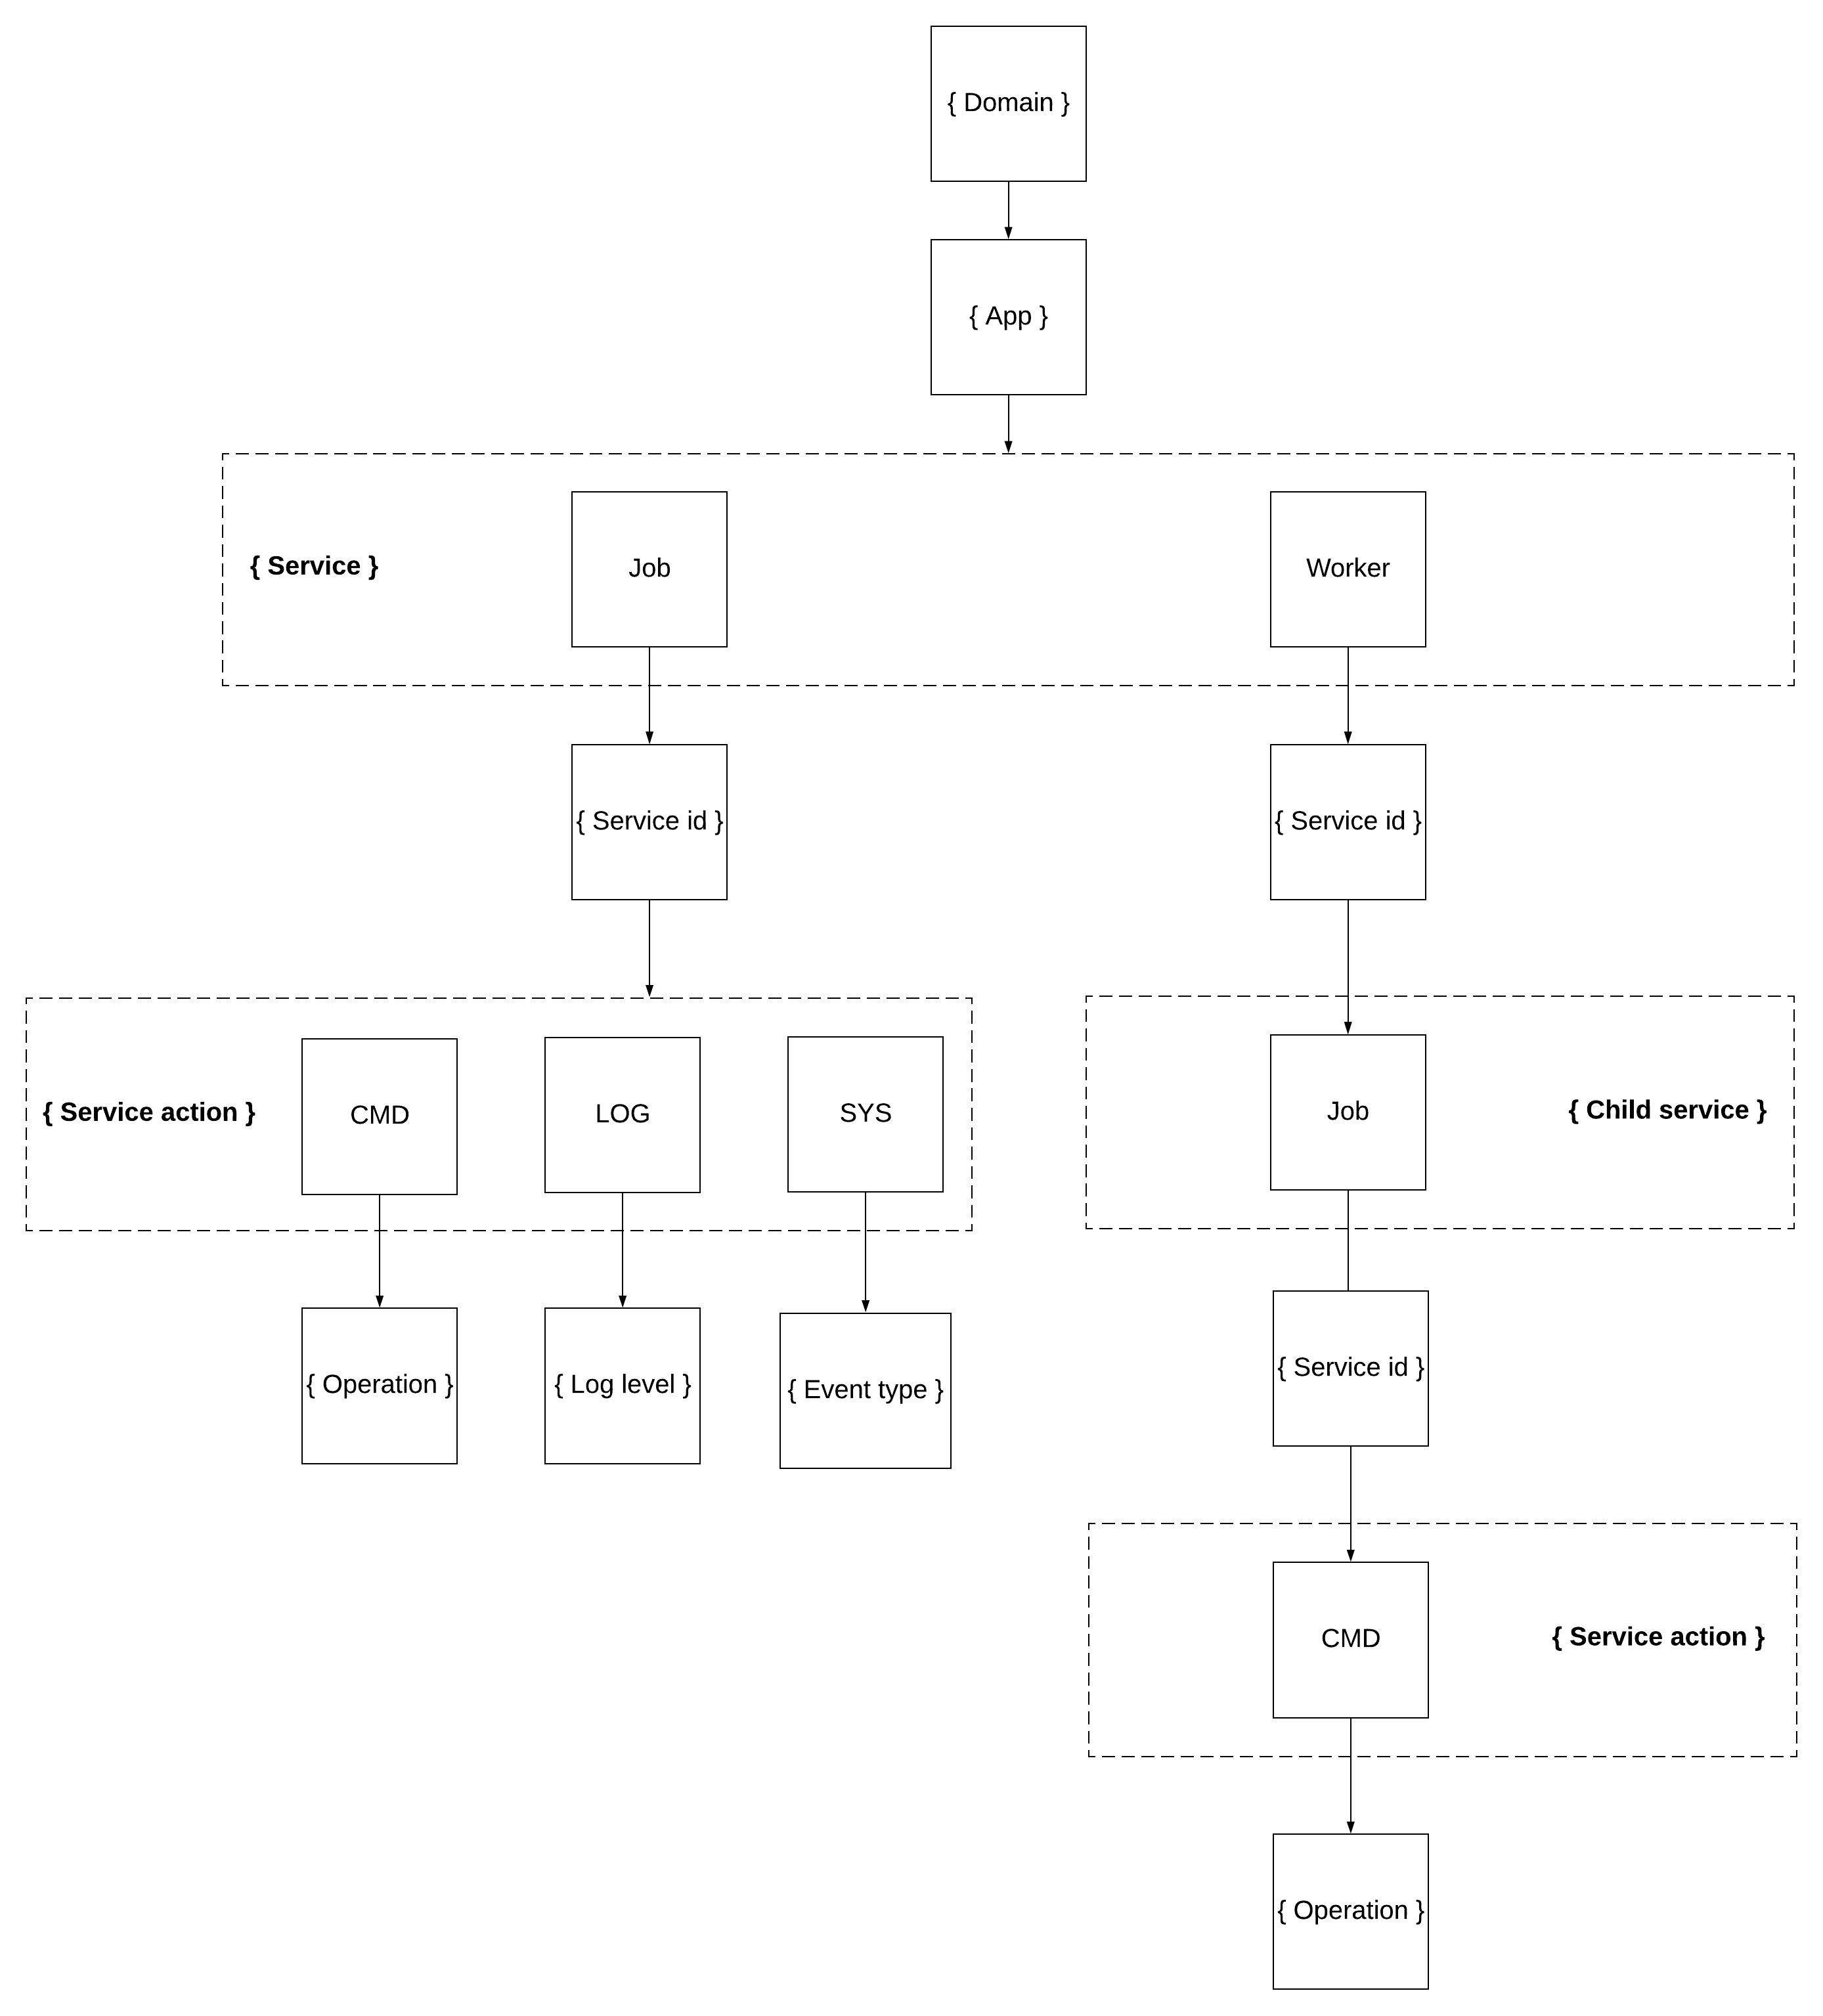 { Domain }
{ App }
{ Service }
Job
Worker
{ Service id }
{ Service id }
{ Service action }
CMD
LOG
SYS
Job
{ Child service }
{ Operation }
{ Log level }
{ Event type }
{ Service id }
CMD
{ Service action }
{ Operation }